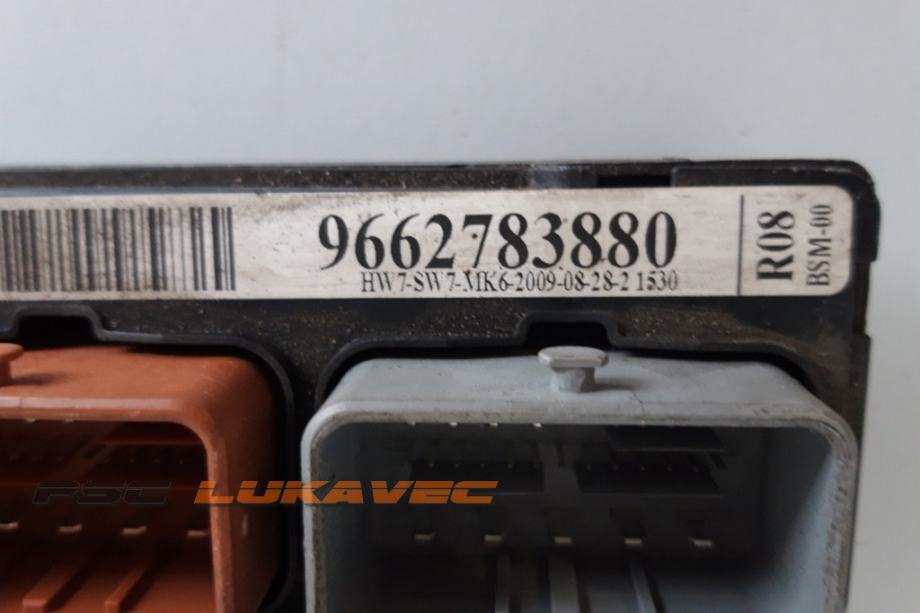 9662783880
HW7-SW7-MK6-2009-08-28-2 1530
R08
BSM-00
PSC LUKAVEC